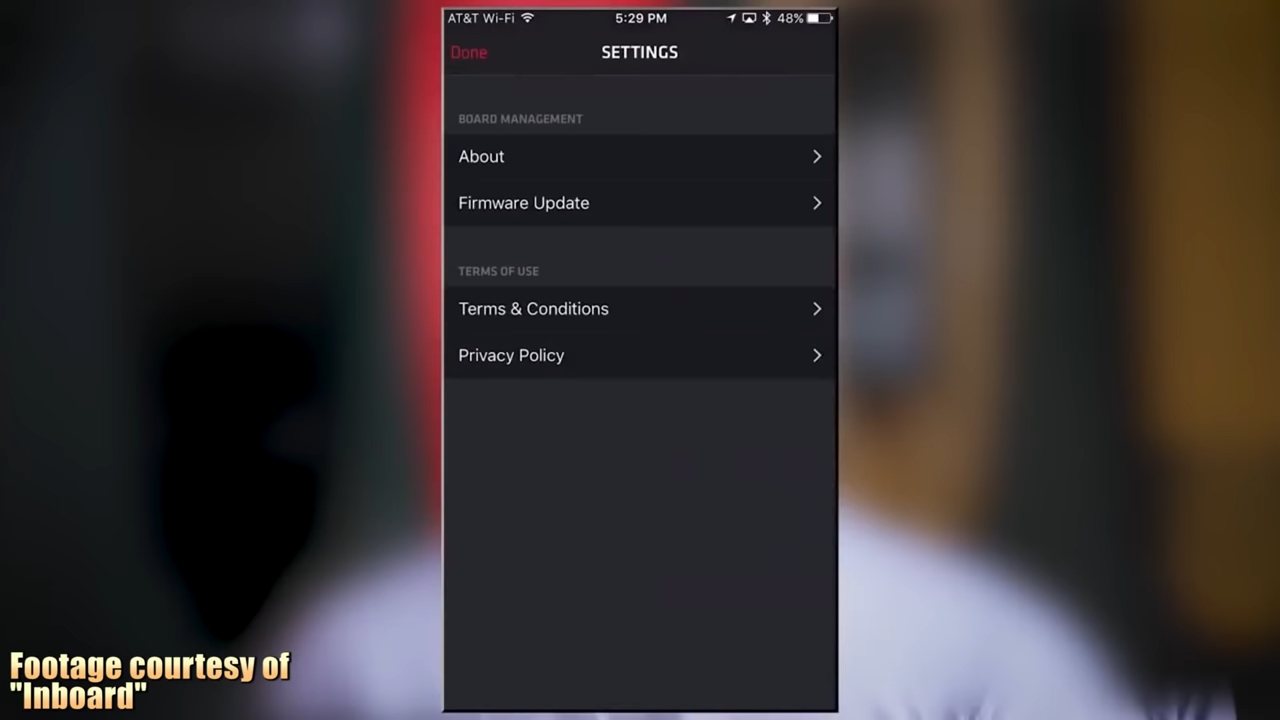 AT&T Wi-Fi 5:29 PM 48%
Done SETTINGS
BOARD MANAGEMENT
About
Firmware Update
TERMS OF USE
Terms & Conditions
Privacy Policy
Footage courtesy of
"Inboard"